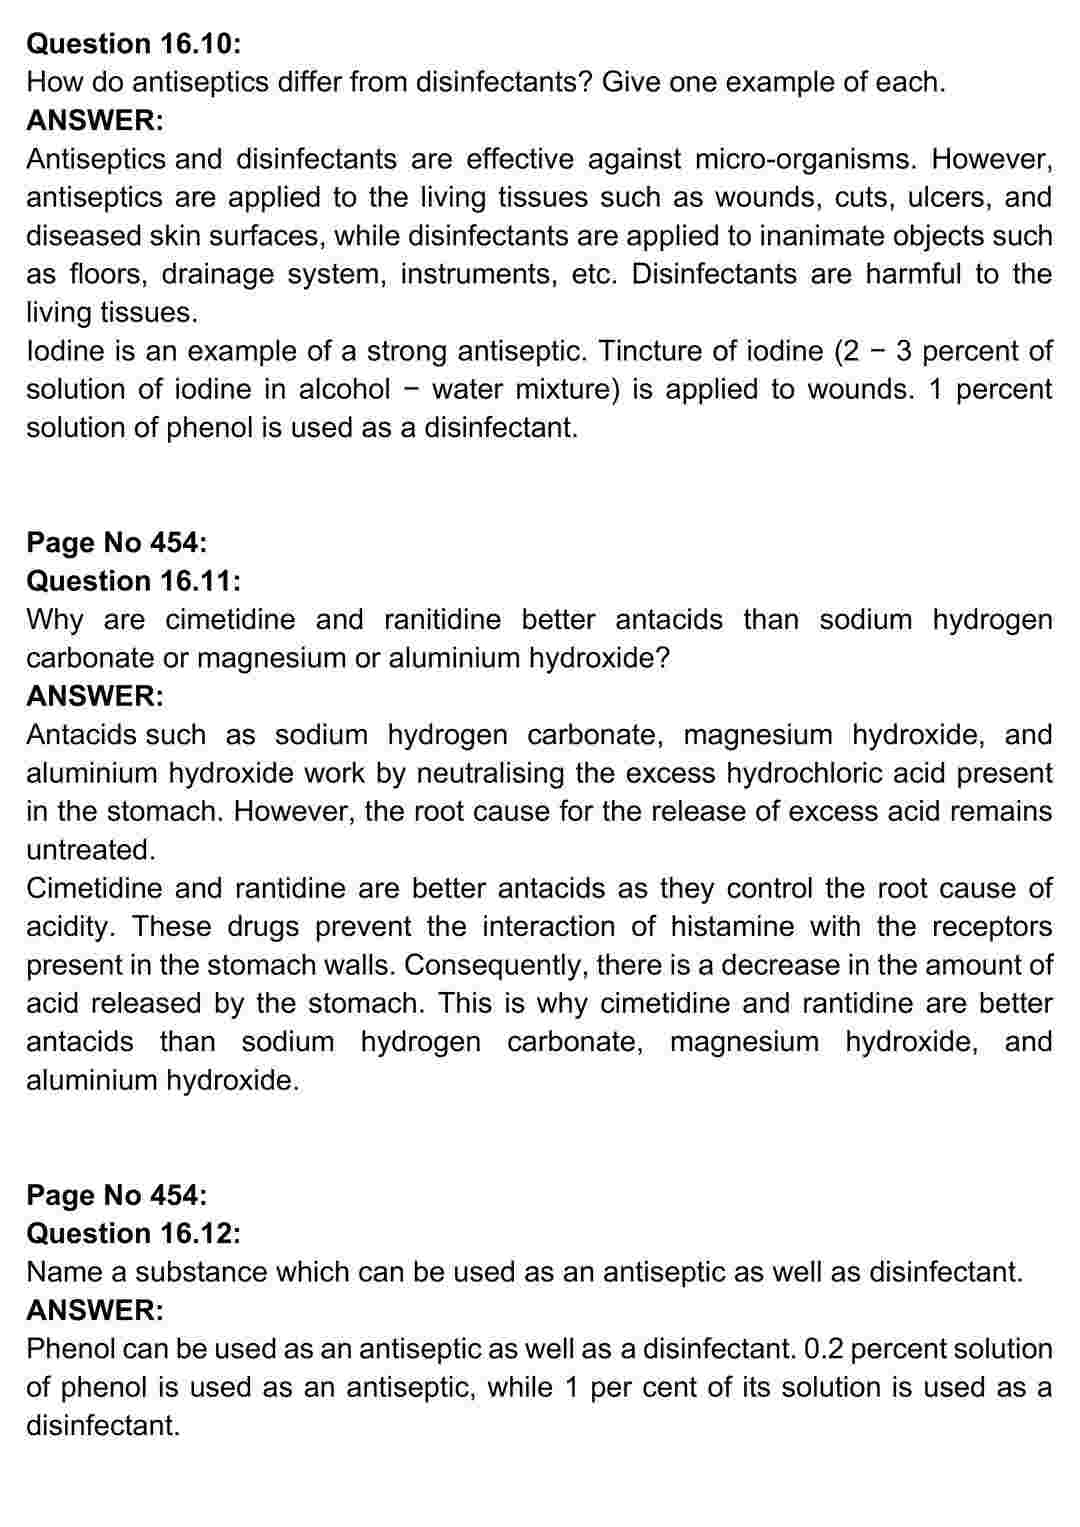 Question 16.10:
How do antiseptics differ from disinfectants? Give one example of each.
ANSWER:
Antiseptics and disinfectants are effective against micro-organisms. However,
antiseptics are applied to the living tissues such as wounds, cuts, ulcers, and
diseased skin surfaces, while disinfectants are applied to inanimate objects such
as floors, drainage system, instruments, etc. Disinfectants are harmful to the
living tissues.
Iodine is an example of a strong antiseptic. Tincture of iodine (2 − 3 percent of
solution of iodine in alcohol − water mixture) is applied to wounds. 1 percent
solution of phenol is used as a disinfectant.
Page No 454:
Question 16.11:
Why are cimetidine and ranitidine better antacids than sodium hydrogen
carbonate or magnesium or aluminium hydroxide?
ANSWER:
Antacids such as sodium hydrogen carbonate, magnesium hydroxide, and
aluminium hydroxide work by neutralising the excess hydrochloric acid present
in the stomach. However, the root cause for the release of excess acid remains
untreated.
Cimetidine and rantidine are better antacids as they control the root cause of
acidity. These drugs prevent the interaction of histamine with the receptors
present in the stomach walls. Consequently, there is a decrease in the amount of
acid released by the stomach. This is why cimetidine and rantidine are better
antacids than sodium hydrogen carbonate, magnesium hydroxide, and
aluminium hydroxide.
Page No 454:
Question 16.12:
Name a substance which can be used as an antiseptic as well as disinfectant.
ANSWER:
Phenol can be used as an antiseptic as well as a disinfectant. 0.2 percent solution
of phenol is used as an antiseptic, while 1 per cent of its solution is used as a
disinfectant.